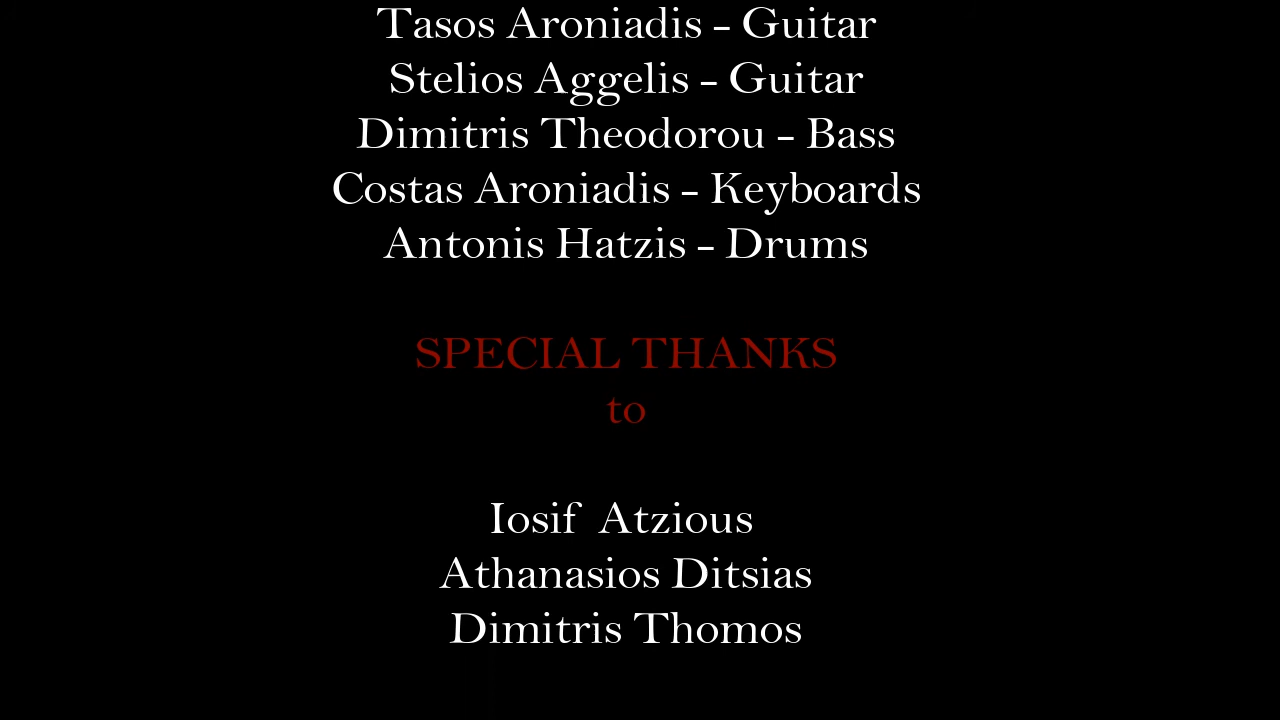 Tasos Aroniadis – Guitar
Stelios Aggelis – Guitar
Dimitris Theodorou – Bass
Costas Aroniadis – Keyboards
Antonis Hatzis – Drums
SPECIAL THANKS
to
Iosif Atzious
Athanasios Ditsias
Dimitris Thomos